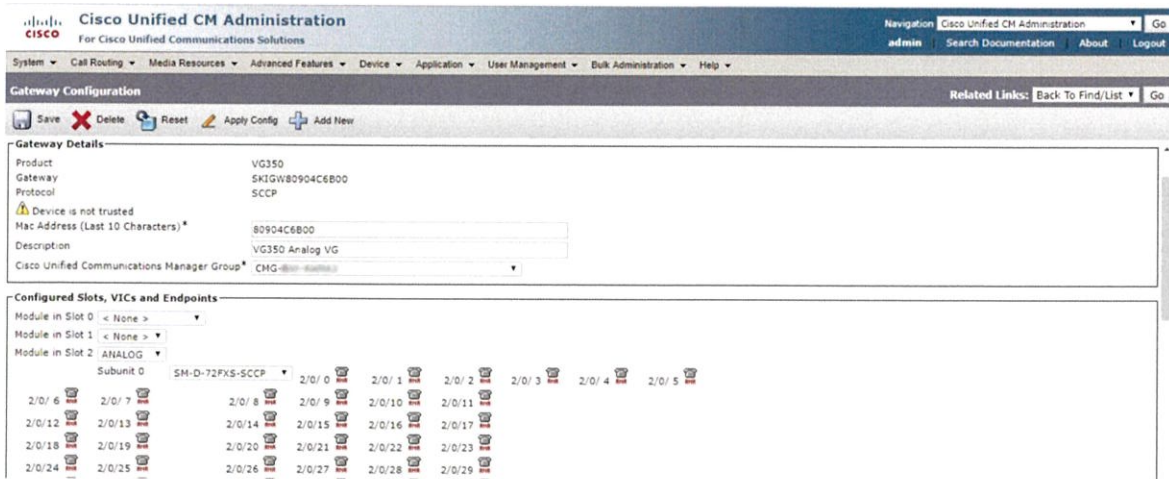 CISCO
Cisco Unified CM Administration
For Cisco Unified Communications Solutions
Navigation Cisco Unified CM Administration Go
admin Search Documentation About Logout
System Call Routing Media Resources Advanced Features Device Application User Management Bulk Administration Help
Gateway Configuration
Related Links: Back To Find/List Go
Save Delete Reset Apply Config Add New
Gateway Details
Product VG350
Gateway SKIGW80904C6B00
Protocol SCCP
Device is not trusted
Mac Address (Last 10 Characters)* 80904C6B00
Description VG350 Analog VG
Cisco Unified Communications Manager Group* CMG-
Configured Slots, VICs and Endpoints
Module in Slot 0 < None >
Module in Slot 1 < None >
Module in Slot 2 ANALOG
Subunit 0 SM-D-72FXS-SCCP 2/0/ 0 2/0/ 1 2/0/ 2 2/0/ 3 2/0/ 4 2/0/ 5
2/0/ 6 2/0/ 7 2/0/ 8 2/0/ 9 2/0/10 2/0/11
2/0/12 2/0/13 2/0/14 2/0/15 2/0/16 2/0/17
2/0/18 2/0/19 2/0/20 2/0/21 2/0/22 2/0/23
2/0/24 2/0/25 2/0/26 2/0/27 2/0/28 2/0/29